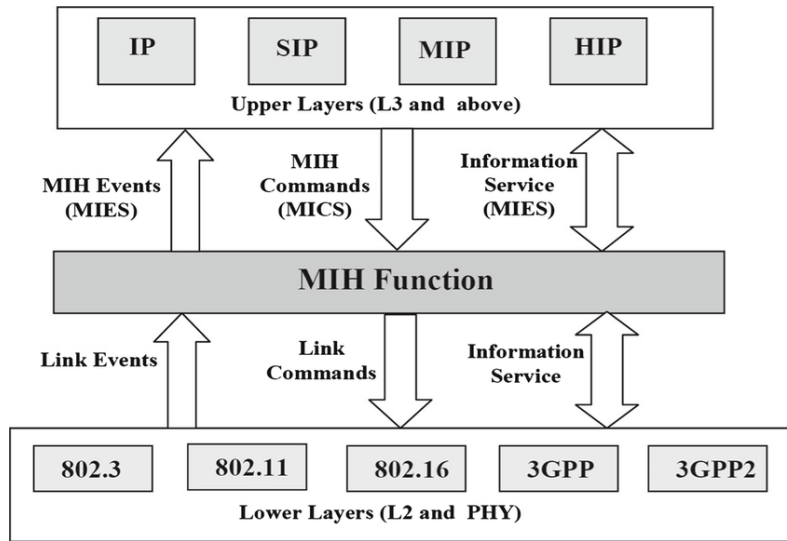 IP SIP MIP HIP
Upper Layers (L3 and above)
MIH Events
(MIES)
MIH
Commands
(MICS)
Information
Service
(MIES)
MIH Function
Link Events
Link
Commands
Information
Service
802.3 802.11 802.16 3GPP 3GPP2
Lower Layers (L2 and PHY)